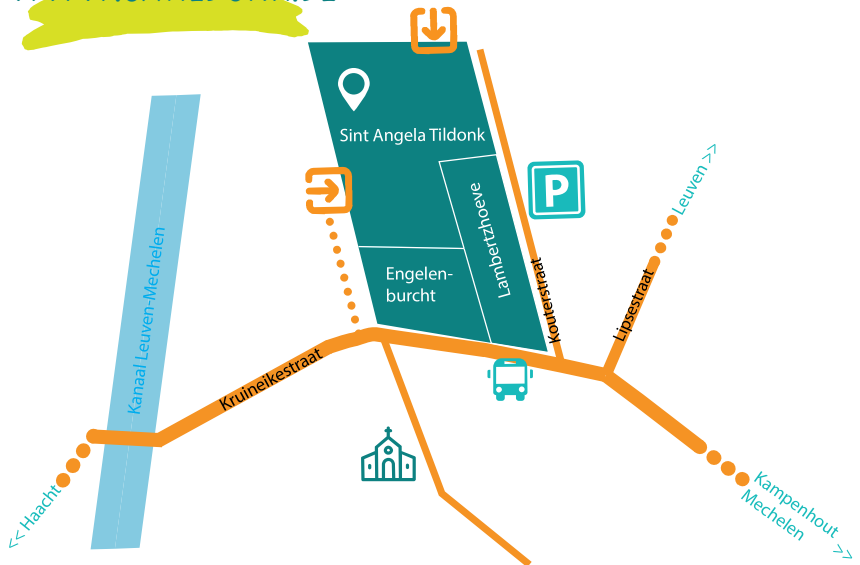 Sint Angela Tildonk
P
Lambertzhoeve
Engelen-
burcht
Kouterstraat
Lipsestraat
Leuven >>
Kanaal Leuven-Mechelen
Kruineikestraat
<< Haacht
Kampenhout
Mechelen >>